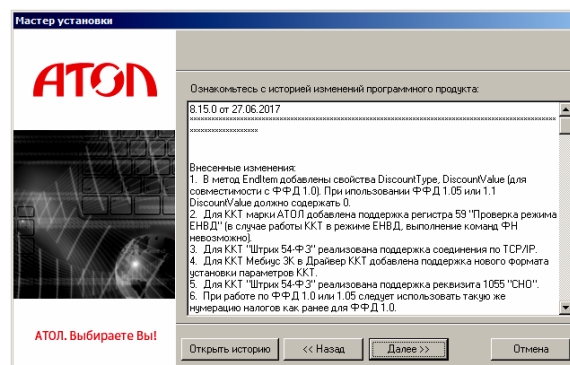 Мастер установки
АТОЛ
Ознакомьтесь с историей изменений программного продукта:
8.15.0 от 27.06.2017
Внесенные изменения:
1. В метод EndItem добавлены свойства DiscountType, DiscountValue (для
совместимости с ФФД 1.0). При ипользовании ФФД 1.05 или 1.1
DiscountValue должно содержать 0.
2. Для ККТ марки АТОЛ добавлена поддержка регистра 59 "Проверка режима
ЕНВД" (в случае работы ККТ в режиме ЕНВД, выполнение команд ФН
невозможно).
3. Для ККТ "Штрих 54-ФЗ" реализована поддержка соединения по TCP/IP.
4. Для ККТ Мебиус 3К в Драйвер ККТ добавлена поддержка нового формата
установки параметров ККТ.
5. Для ККТ "Штрих 54-ФЗ" реализована поддержка реквизита 1055 "СНО".
6. При работе по ФФД 1.0 или 1.05 следует использовать такую же
нумерацию налогов как ранее для ФФД 1.0.
АТОЛ. Выбираете Вы!
Открыть историю
<< Назад
Далее >>
Отмена